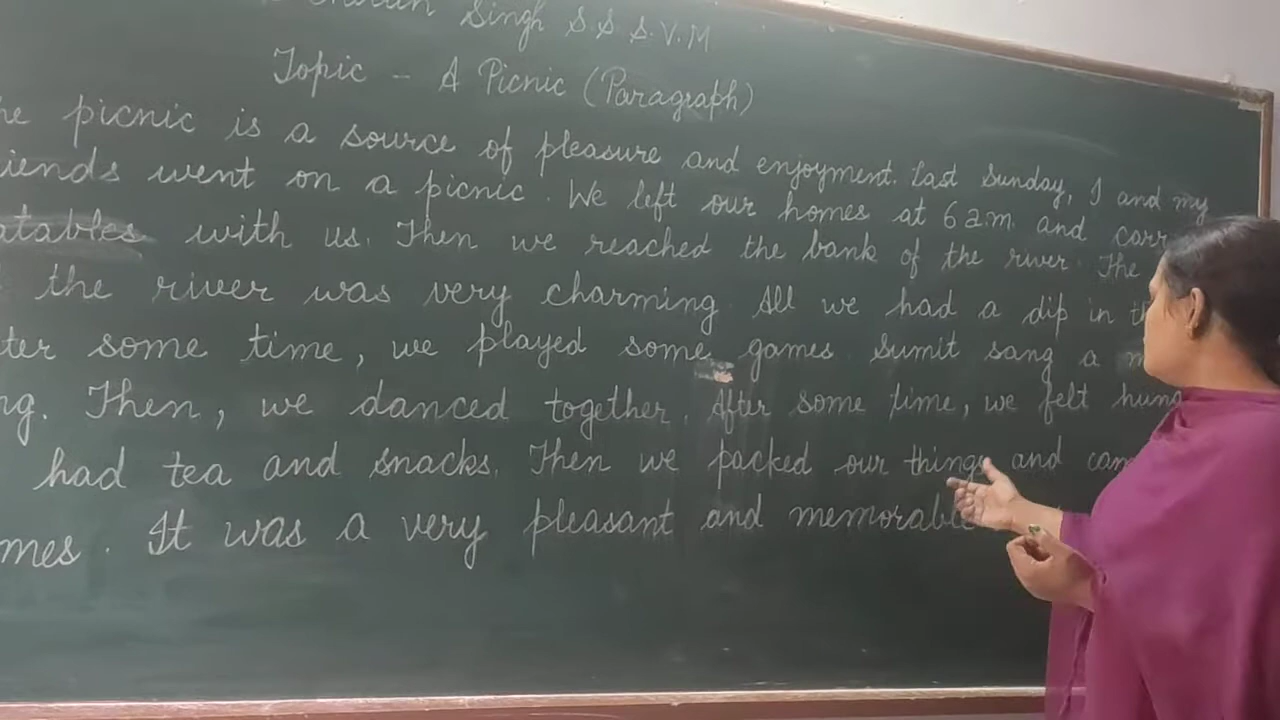 Singh S.S S.V.M
Topic - A Picnic (Paragraph)
picnic is a source of pleasure and enjoyment. Last Sunday, I and my
went on a picnic. We left our homes at 6 a.m. and
with us. Then we reached the bank of the river. The
the river was very charming. All we had a dip in
some time, we played some games. Sumit sang a
Then, we danced together. After some time, we felt
had tea and snacks. Then we packed our things and
It was a very pleasant and memorable